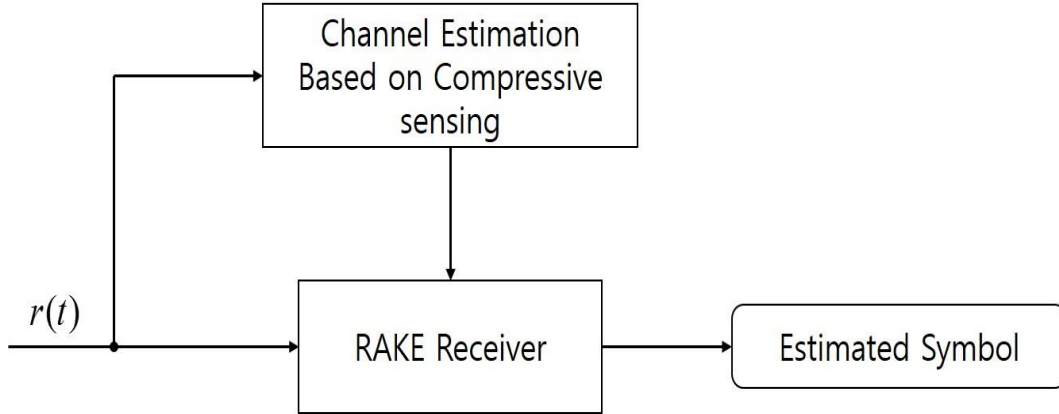 Channel Estimation
Based on Compressive
sensing
r(t)
RAKE Receiver
Estimated Symbol